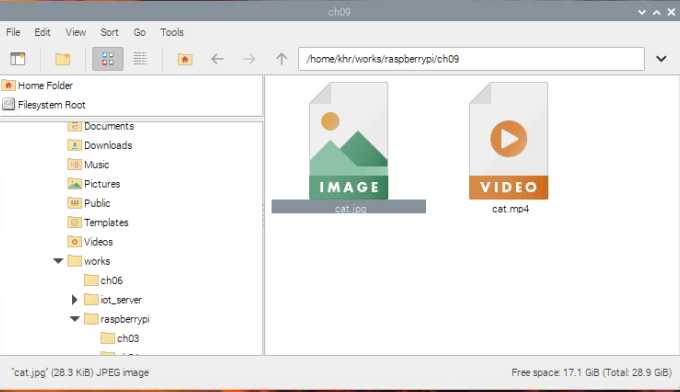 ch09
File Edit View Sort Go Tools
/home/khr/works/raspberrypi/ch09
Home Folder
Filesystem Root
Documents
Downloads
Music
Pictures
Public
Templates
Videos
works
ch06
iot_server
raspberrypi
ch03
IMAGE
cat.jpg
VIDEO
cat.mp4
"cat.jpg" (28.3 KiB) JPEG image
Free space: 17.1 GiB (Total: 28.9 GiB)